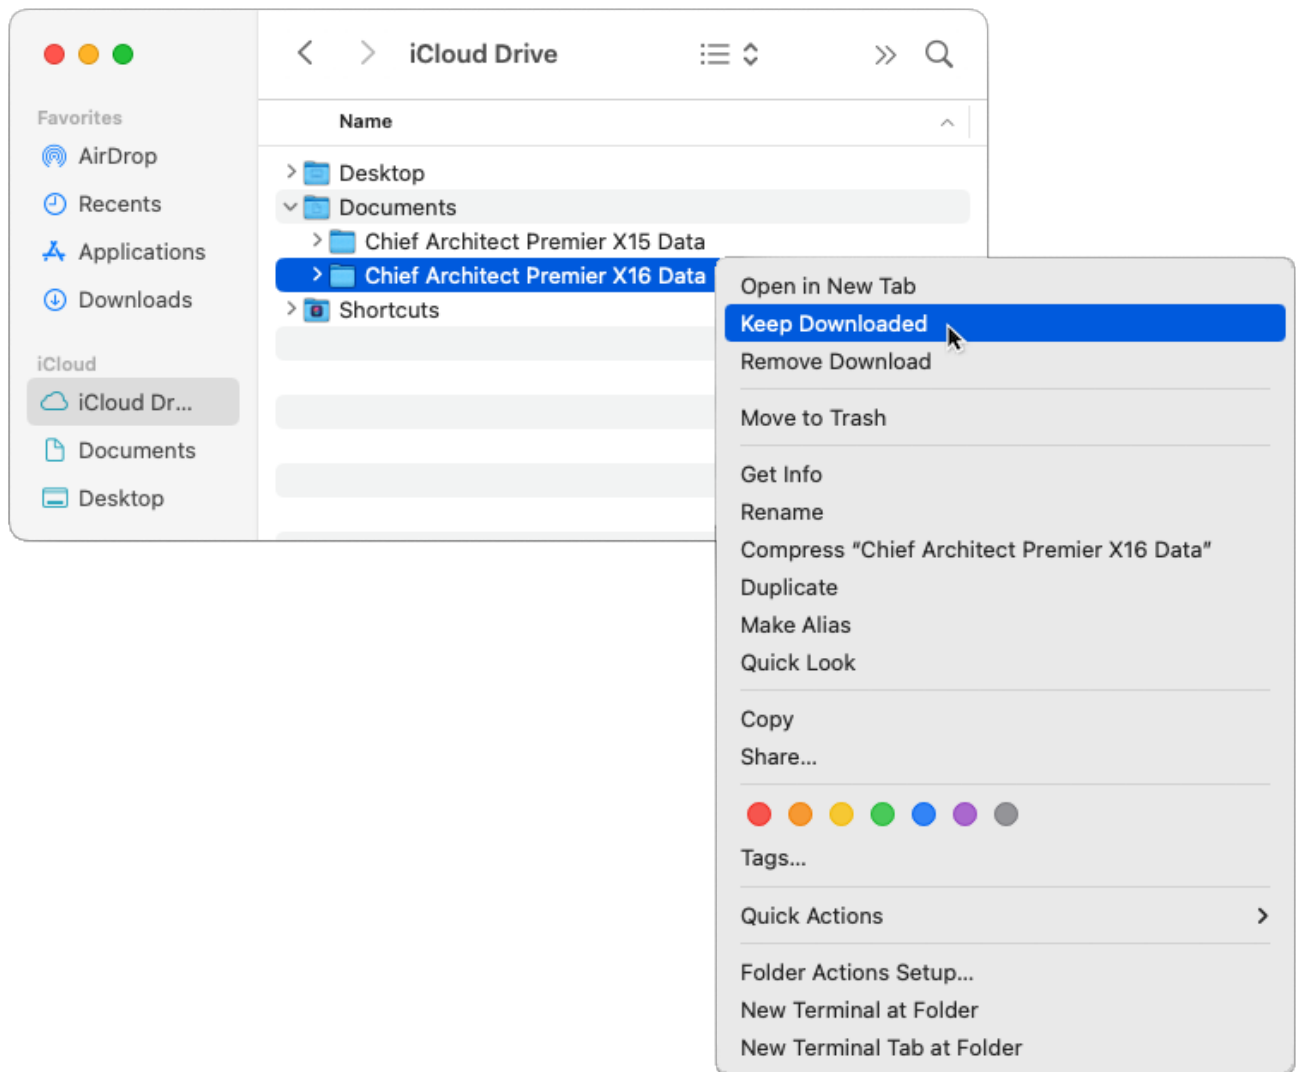 iCloud Drive
Favorites
AirDrop
Recents
Applications
Downloads
iCloud
iCloud Dr...
Documents
Desktop
Name
Desktop
Documents
Chief Architect Premier X15 Data
Chief Architect Premier X16 Data
Shortcuts
Open in New Tab
Keep Downloaded
Remove Download
Move to Trash
Get Info
Rename
Compress “Chief Architect Premier X16 Data”
Duplicate
Make Alias
Quick Look
Copy
Share...
Tags...
Quick Actions
Folder Actions Setup...
New Terminal at Folder
New Terminal Tab at Folder